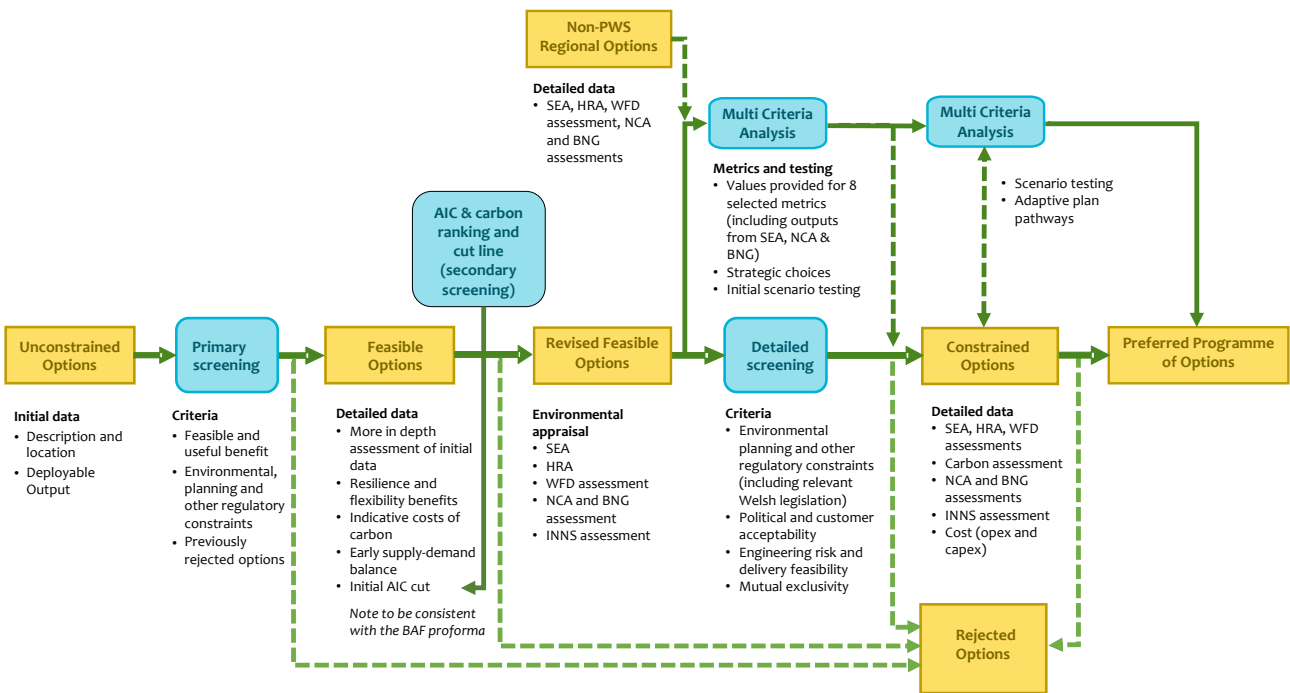 Non-PWS
Regional Options
Detailed data
• SEA, HRA, WFD
assessment, NCA
and BNG
assessments
Multi Criteria
Analysis
Metrics and testing
• Values provided for 8
selected metrics
(including outputs
from SEA, NCA &
BNG)
• Strategic choices
• Initial scenario testing
Multi Criteria
Analysis
• Scenario testing
• Adaptive plan
pathways
AIC & carbon
ranking and
cut line
(secondary
screening)
Unconstrained
Options
Initial data
• Description and
location
• Deployable
Output
Primary
screening
Criteria
• Feasible and
useful benefit
• Environmental,
planning and
other regulatory
constraints
• Previously
rejected options
Feasible
Options
Detailed data
• More in depth
assessment of initial
data
• Resilience and
flexibility benefits
• Indicative costs of
carbon
• Early supply-demand
balance
• Initial AIC cut
Note to be consistent
with the BAF proforma
Revised Feasible
Options
Environmental
appraisal
• SEA
• HRA
• WFD assessment
• NCA and BNG
assessment
• INNS assessment
Detailed
screening
Criteria
• Environmental
planning and other
regulatory constraints
(including relevant
Welsh legislation)
• Political and customer
acceptability
• Engineering risk and
delivery feasibility
• Mutual exclusivity
Constrained
Options
Detailed data
• SEA, HRA, WFD
assessments
• Carbon assessment
• NCA and BNG
assessments
• INNS assessment
• Cost (opex and
capex)
Preferred Programme
of Options
Rejected
Options